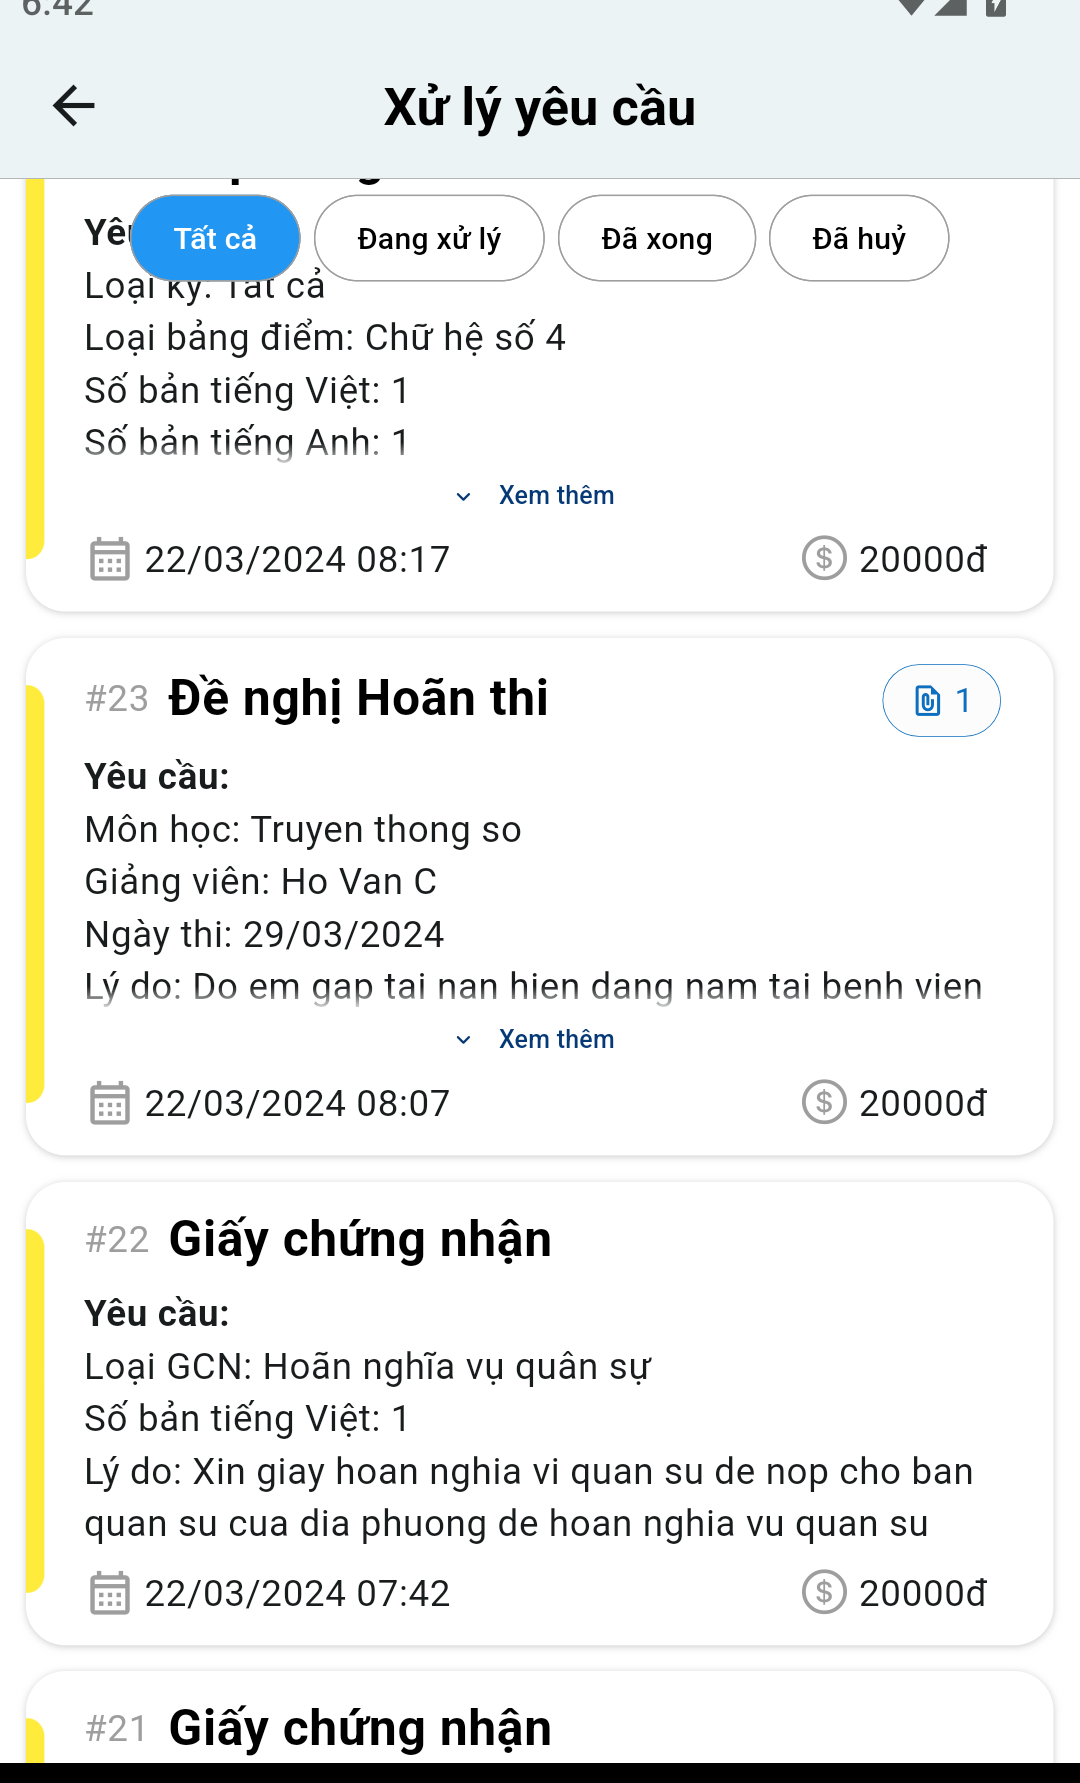 6:42
Xử lý yêu cầu
Tất cả
Đang xử lý
Đã xong
Đã huỷ
Loại kỳ: Tất cả
Loại bảng điểm: Chữ hệ số 4
Số bản tiếng Việt: 1
Số bản tiếng Anh: 1
Xem thêm
22/03/2024 08:17
20000đ
#23 Đề nghị Hoãn thi
1
Yêu cầu:
Môn học: Truyen thong so
Giảng viên: Ho Van C
Ngày thi: 29/03/2024
Lý do: Do em gap tai nan hien dang nam tai benh vien
Xem thêm
22/03/2024 08:07
20000đ
#22 Giấy chứng nhận
Yêu cầu:
Loại GCN: Hoãn nghĩa vụ quân sự
Số bản tiếng Việt: 1
Lý do: Xin giay hoan nghia vi quan su de nop cho ban
quan su cua dia phuong de hoan nghia vu quan su
22/03/2024 07:42
20000đ
#21 Giấy chứng nhận